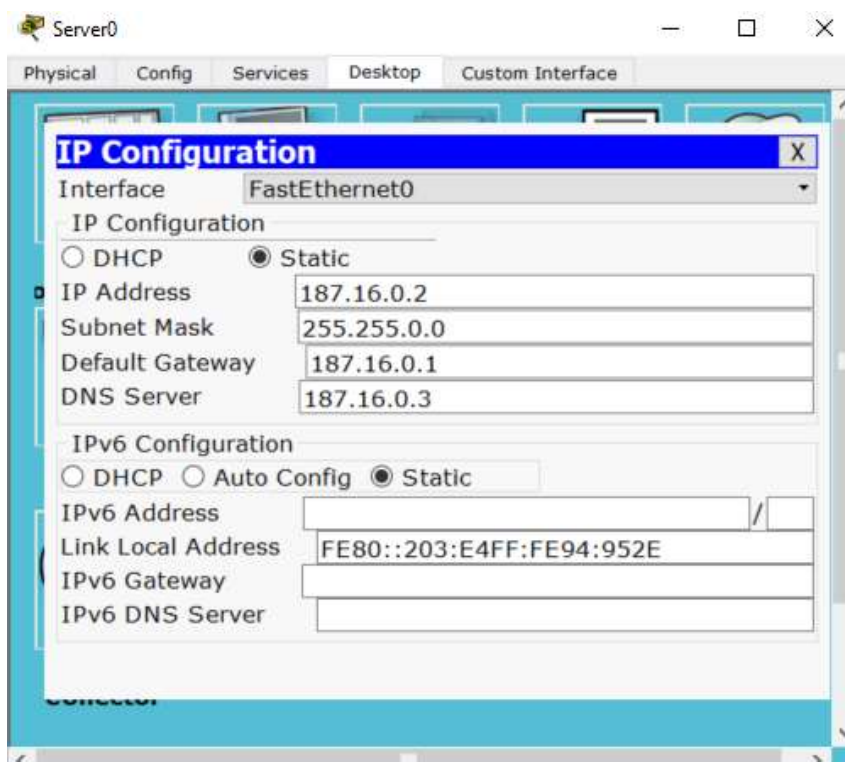 Server0
Physical Config Services Desktop Custom Interface
IP Configuration X
Interface FastEthernet0
IP Configuration
DHCP Static
IP Address 187.16.0.2
Subnet Mask 255.255.0.0
Default Gateway 187.16.0.1
DNS Server 187.16.0.3
IPv6 Configuration
DHCP Auto Config Static
IPv6 Address /
Link Local Address FE80::203:E4FF:FE94:952E
IPv6 Gateway
IPv6 DNS Server